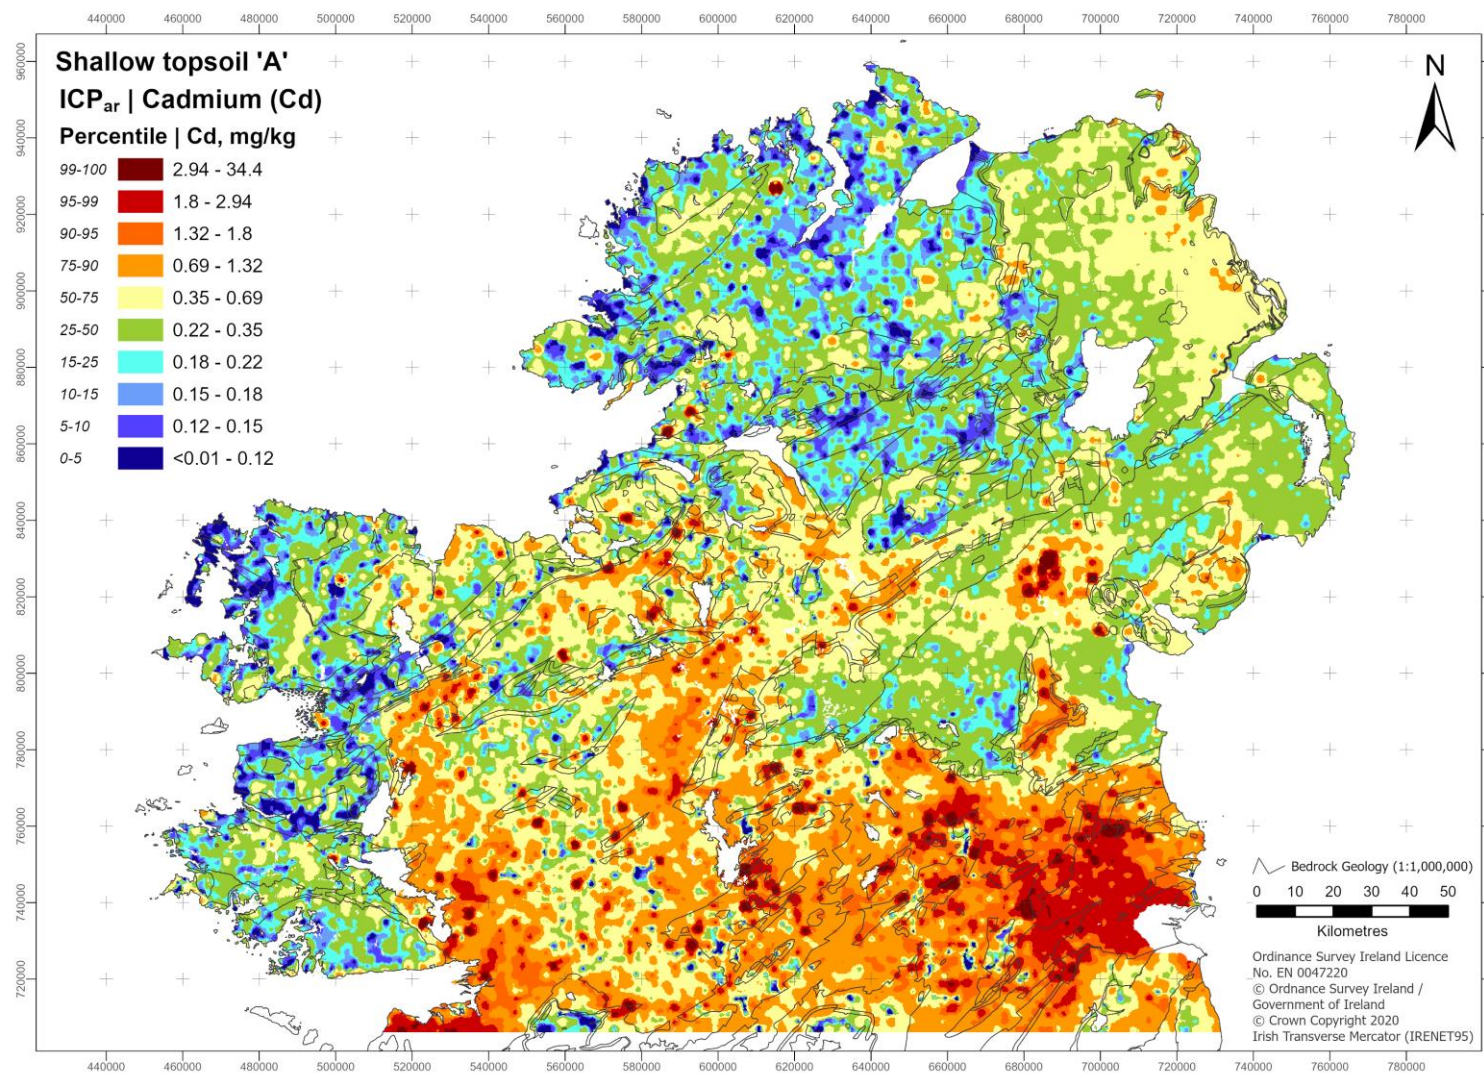 440000 460000 480000 500000 520000 540000 560000 580000 600000 620000 640000 660000 680000 700000 720000 740000 760000 780000
960000
940000
920000
900000
880000
860000
840000
820000
800000
780000
760000
740000
720000
Shallow topsoil 'A'
ICPar | Cadmium (Cd)
Percentile | Cd, mg/kg
99-100 2.94 - 34.4
95-99 1.8 - 2.94
90-95 1.32 - 1.8
75-90 0.69 - 1.32
50-75 0.35 - 0.69
25-50 0.22 - 0.35
15-25 0.18 - 0.22
10-15 0.15 - 0.18
5-10 0.12 - 0.15
0-5 <0.01 - 0.12
N
Bedrock Geology (1:1,000,000)
0 10 20 30 40 50
Kilometres
Ordinance Survey Ireland Licence
No. EN 0047220
© Ordnance Survey Ireland /
Government of Ireland
© Crown Copyright 2020
Irish Transverse Mercator (IRENET95)
440000 460000 480000 500000 520000 540000 560000 580000 600000 620000 640000 660000 680000 700000 720000 740000 760000 780000